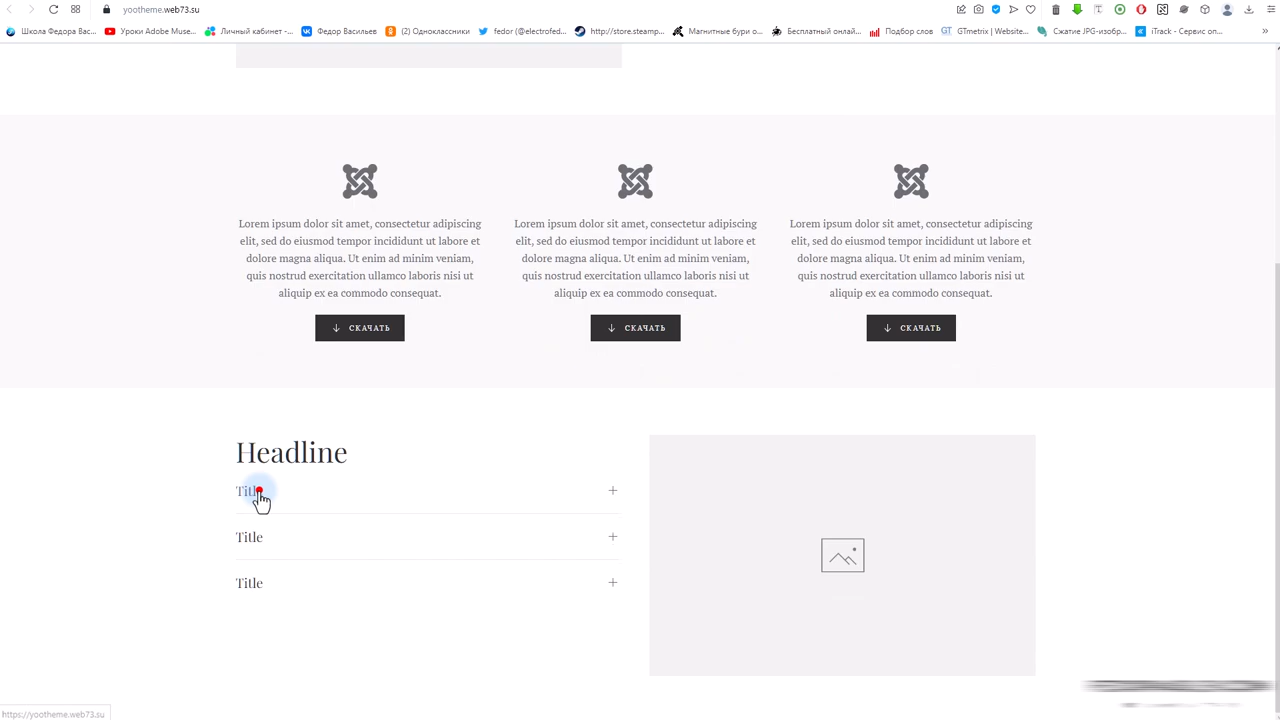 yootheme.web73.su
Школа Федора Вас...
Уроки Adobe Muse...
Личный кабинет -...
Федор Васильев
(2) Одноклассники
fedor (@electrofed...
http://store.steamp...
Магнитные бури о...
Бесплатный онлай...
Подбор слов
GT
GTmetrix | Website...
Сжатие JPG-изобр...
iTrack - Сервис оп...
Lorem ipsum dolor sit amet, consectetur adipiscing
elit, sed do eiusmod tempor incididunt ut labore et
dolore magna aliqua. Ut enim ad minim veniam,
quis nostrud exercitation ullamco laboris nisi ut
aliquip ex ea commodo consequat.
СКАЧАТЬ
Lorem ipsum dolor sit amet, consectetur adipiscing
elit, sed do eiusmod tempor incididunt ut labore et
dolore magna aliqua. Ut enim ad minim veniam,
quis nostrud exercitation ullamco laboris nisi ut
aliquip ex ea commodo consequat.
СКАЧАТЬ
Lorem ipsum dolor sit amet, consectetur adipiscing
elit, sed do eiusmod tempor incididunt ut labore et
dolore magna aliqua. Ut enim ad minim veniam,
quis nostrud exercitation ullamco laboris nisi ut
aliquip ex ea commodo consequat.
СКАЧАТЬ
Headline
Title
Title
Title
https://yootheme.web73.su